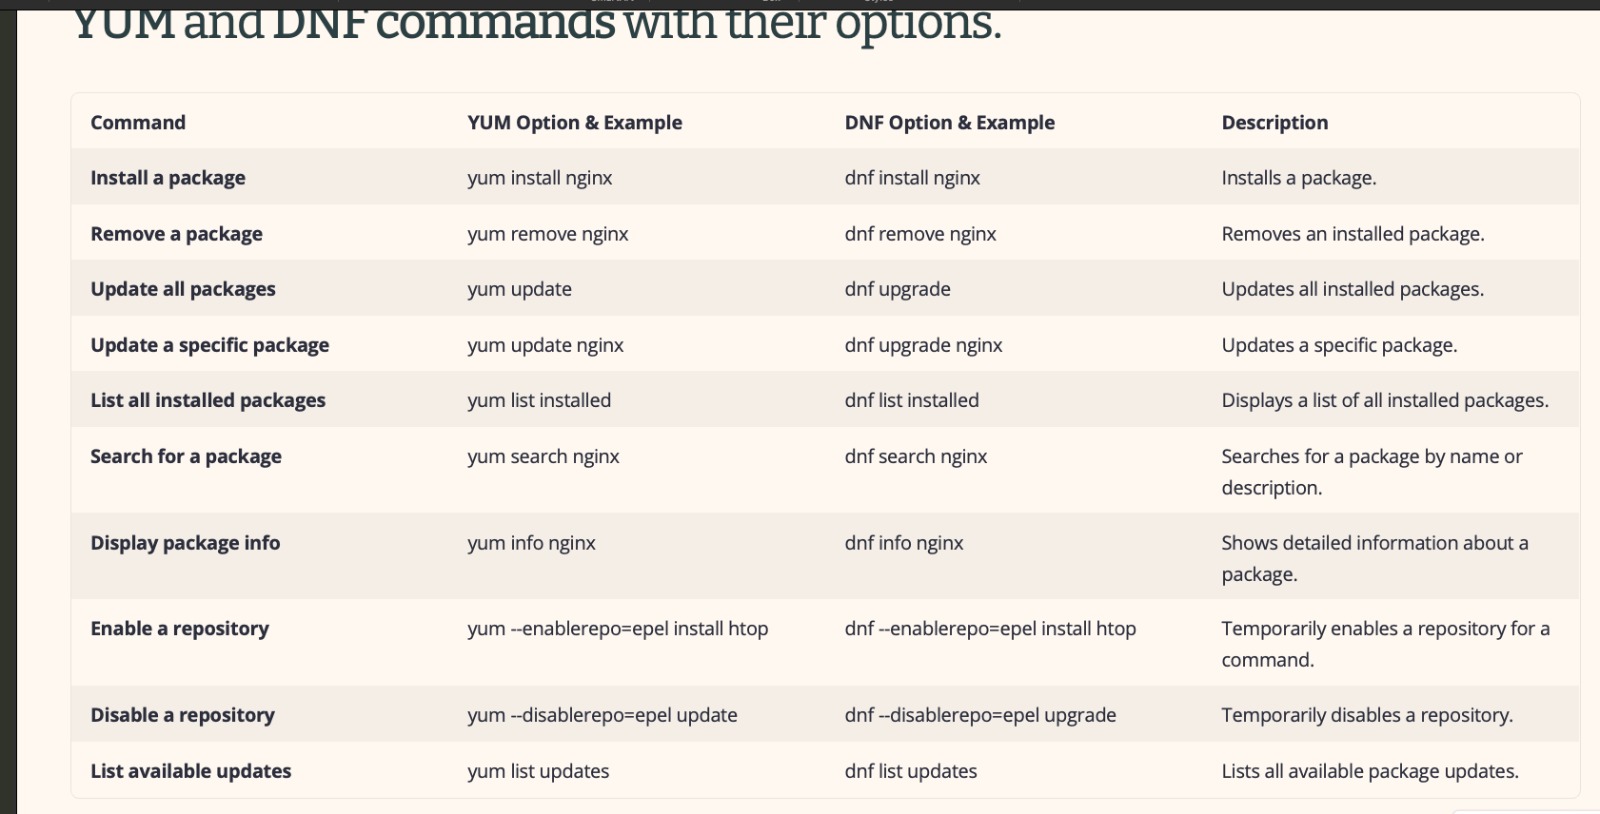 YUM and DNF commands with their options.
Command YUM Option & Example DNF Option & Example Description
Install a package yum install nginx dnf install nginx Installs a package.
Remove a package yum remove nginx dnf remove nginx Removes an installed package.
Update all packages yum update dnf upgrade Updates all installed packages.
Update a specific package yum update nginx dnf upgrade nginx Updates a specific package.
List all installed packages yum list installed dnf list installed Displays a list of all installed packages.
Search for a package yum search nginx dnf search nginx Searches for a package by name or
description.
Display package info yum info nginx dnf info nginx Shows detailed information about a
package.
Enable a repository yum --enablerepo=epel install htop dnf --enablerepo=epel install htop Temporarily enables a repository for a
command.
Disable a repository yum --disablerepo=epel update dnf --disablerepo=epel upgrade Temporarily disables a repository.
List available updates yum list updates dnf list updates Lists all available package updates.